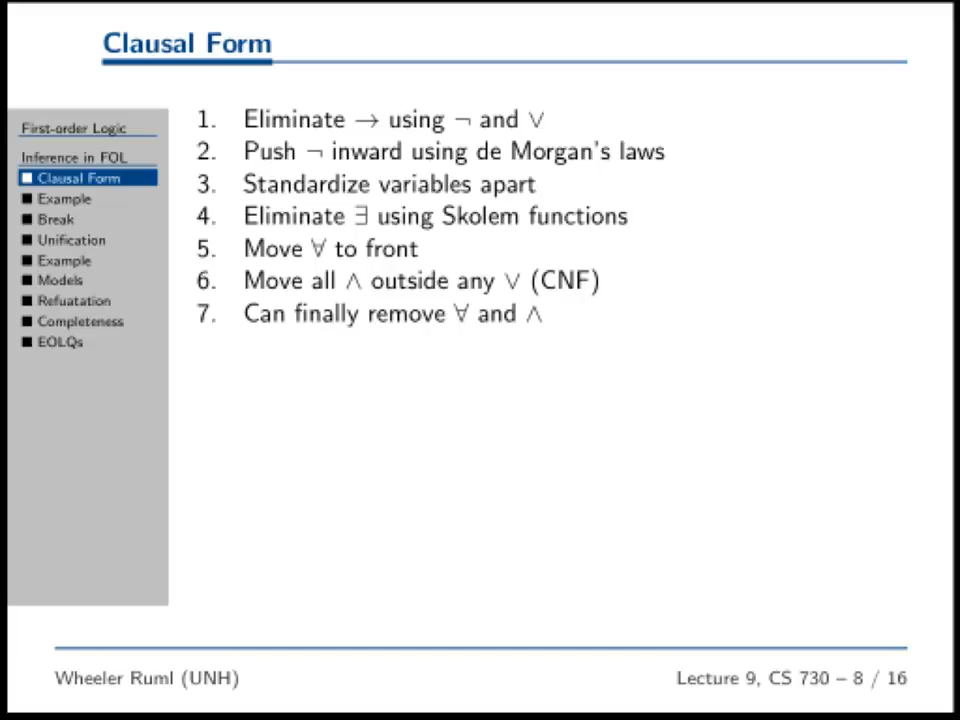 Clausal Form
First-order Logic
Inference in FOL
■ Clausal Form
■ Example
■ Break
■ Unification
■ Example
■ Models
■ Refuatation
■ Completeness
■ EOLQs
1. Eliminate → using ¬ and ∨
2. Push ¬ inward using de Morgan's laws
3. Standardize variables apart
4. Eliminate ∃ using Skolem functions
5. Move ∀ to front
6. Move all ∧ outside any ∨ (CNF)
7. Can finally remove ∀ and ∧
Wheeler Ruml (UNH)
Lecture 9, CS 730 – 8 / 16